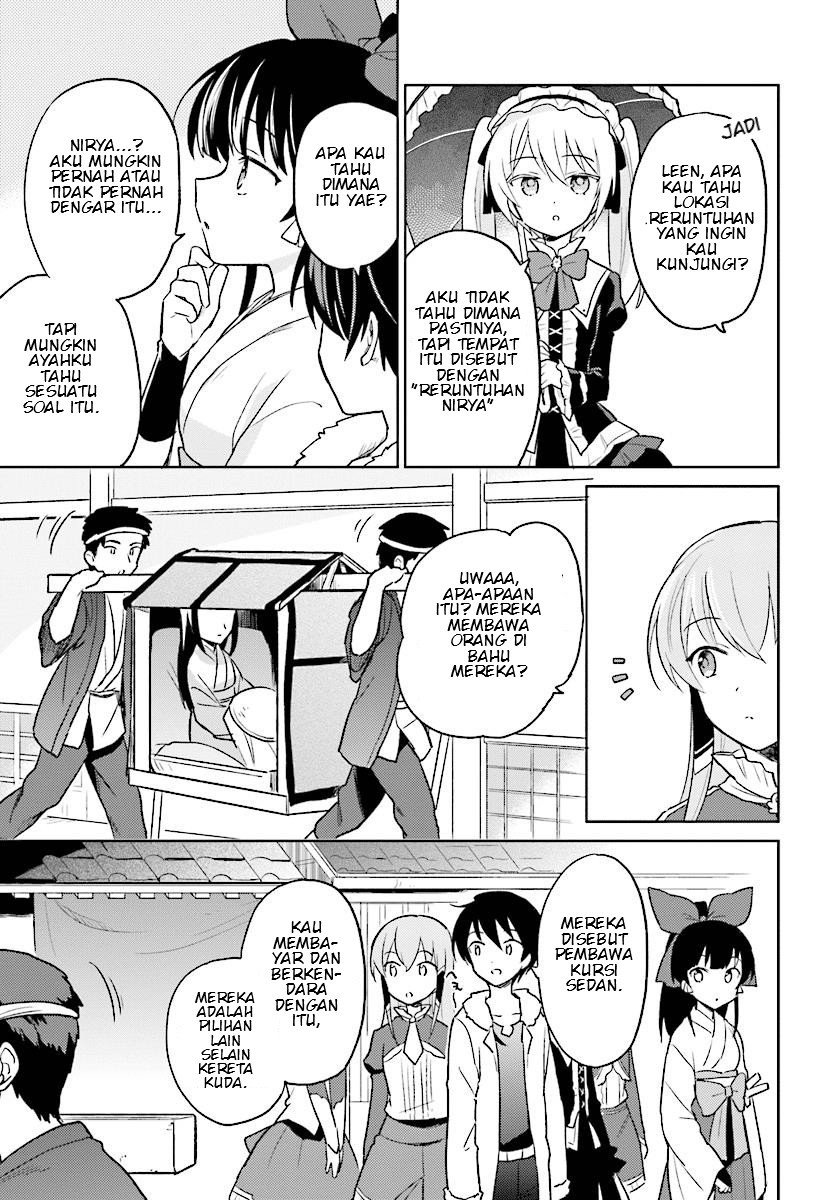 JADI
LEEN, APA
KAU TAHU
LOKASI
RERUNTUHAN
YANG INGIN
KAU
KUNJUNGI?
AKU TIDAK
TAHU DIMANA
PASTINYA,
TAPI TEMPAT
ITU DISEBUT
DENGAN
"RERUNTUHAN
NIRYA"
APA KAU
TAHU
DIMANA
ITU YAE?
NIRYA...?
AKU MUNGKIN
PERNAH ATAU
TIDAK PERNAH
DENGAR ITU...
TAPI
MUNGKIN
AYAHKU
TAHU
SESUATU
SOAL ITU.
UWAAA,
APA-APAAN
ITU? MEREKA
MEMBAWA
ORANG DI
BAHU
MEREKA?
MEREKA
DISEBUT
PEMBAWA
KURSI
SEDAN.
KAU
MEMBA-
YAR DAN
BERKEN-
DARA
DENGAN
ITU,
MEREKA
ADALAH
PILIHAN
LAIN
SELAIN
KERETA
KUDA.